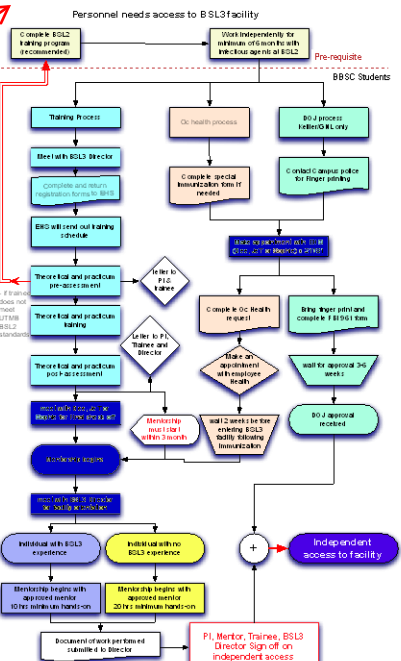 Personnel needs access to BSL3 facility
Complete BSL2
training program
(recommended)
Work Independently for
minimum of 6 months with
infectious agents at BSL2
Pre-requisite
BBSC Students
Training Process
Oc health process
DOJ process
Keiller/GNL only
Meet with BSL3 Director
Complete and return
registration forms to EHS
Complete special
Immunization form if
needed
Contact Campus police
for Finger printing
EHS will send out training
schedule
Theoretical and practicum
pre-assessment
letter to
PI &
trainee
- if trainee
does not
meet
UTMB
BSL2
standards
Theoretical and practicum
training
Letter to PI,
Trainee and
Director
Complete Oc Health
request
Bring finger print and
complete FBI 961 form
Theoretical and practicum
post-assessment
Make an
appointment
with employee
Health
wait for approval 3-6
weeks
Mentorship
must start
within 3 month
wait 2 weeks before
entering BSL3
facility following
immunization
DOJ approval
received
Individual with BSL3
experience
Individual with no
BSL3 experience
+
Independent
access to facility
Mentorship begins with
approved mentor
10 hrs minimum hands-on
Mentorship begins with
approved mentor
20 hrs minimum hands-on
Document of work performed
submitted to Director
PI, Mentor, Trainee, BSL3
Director Sign off on
independent access